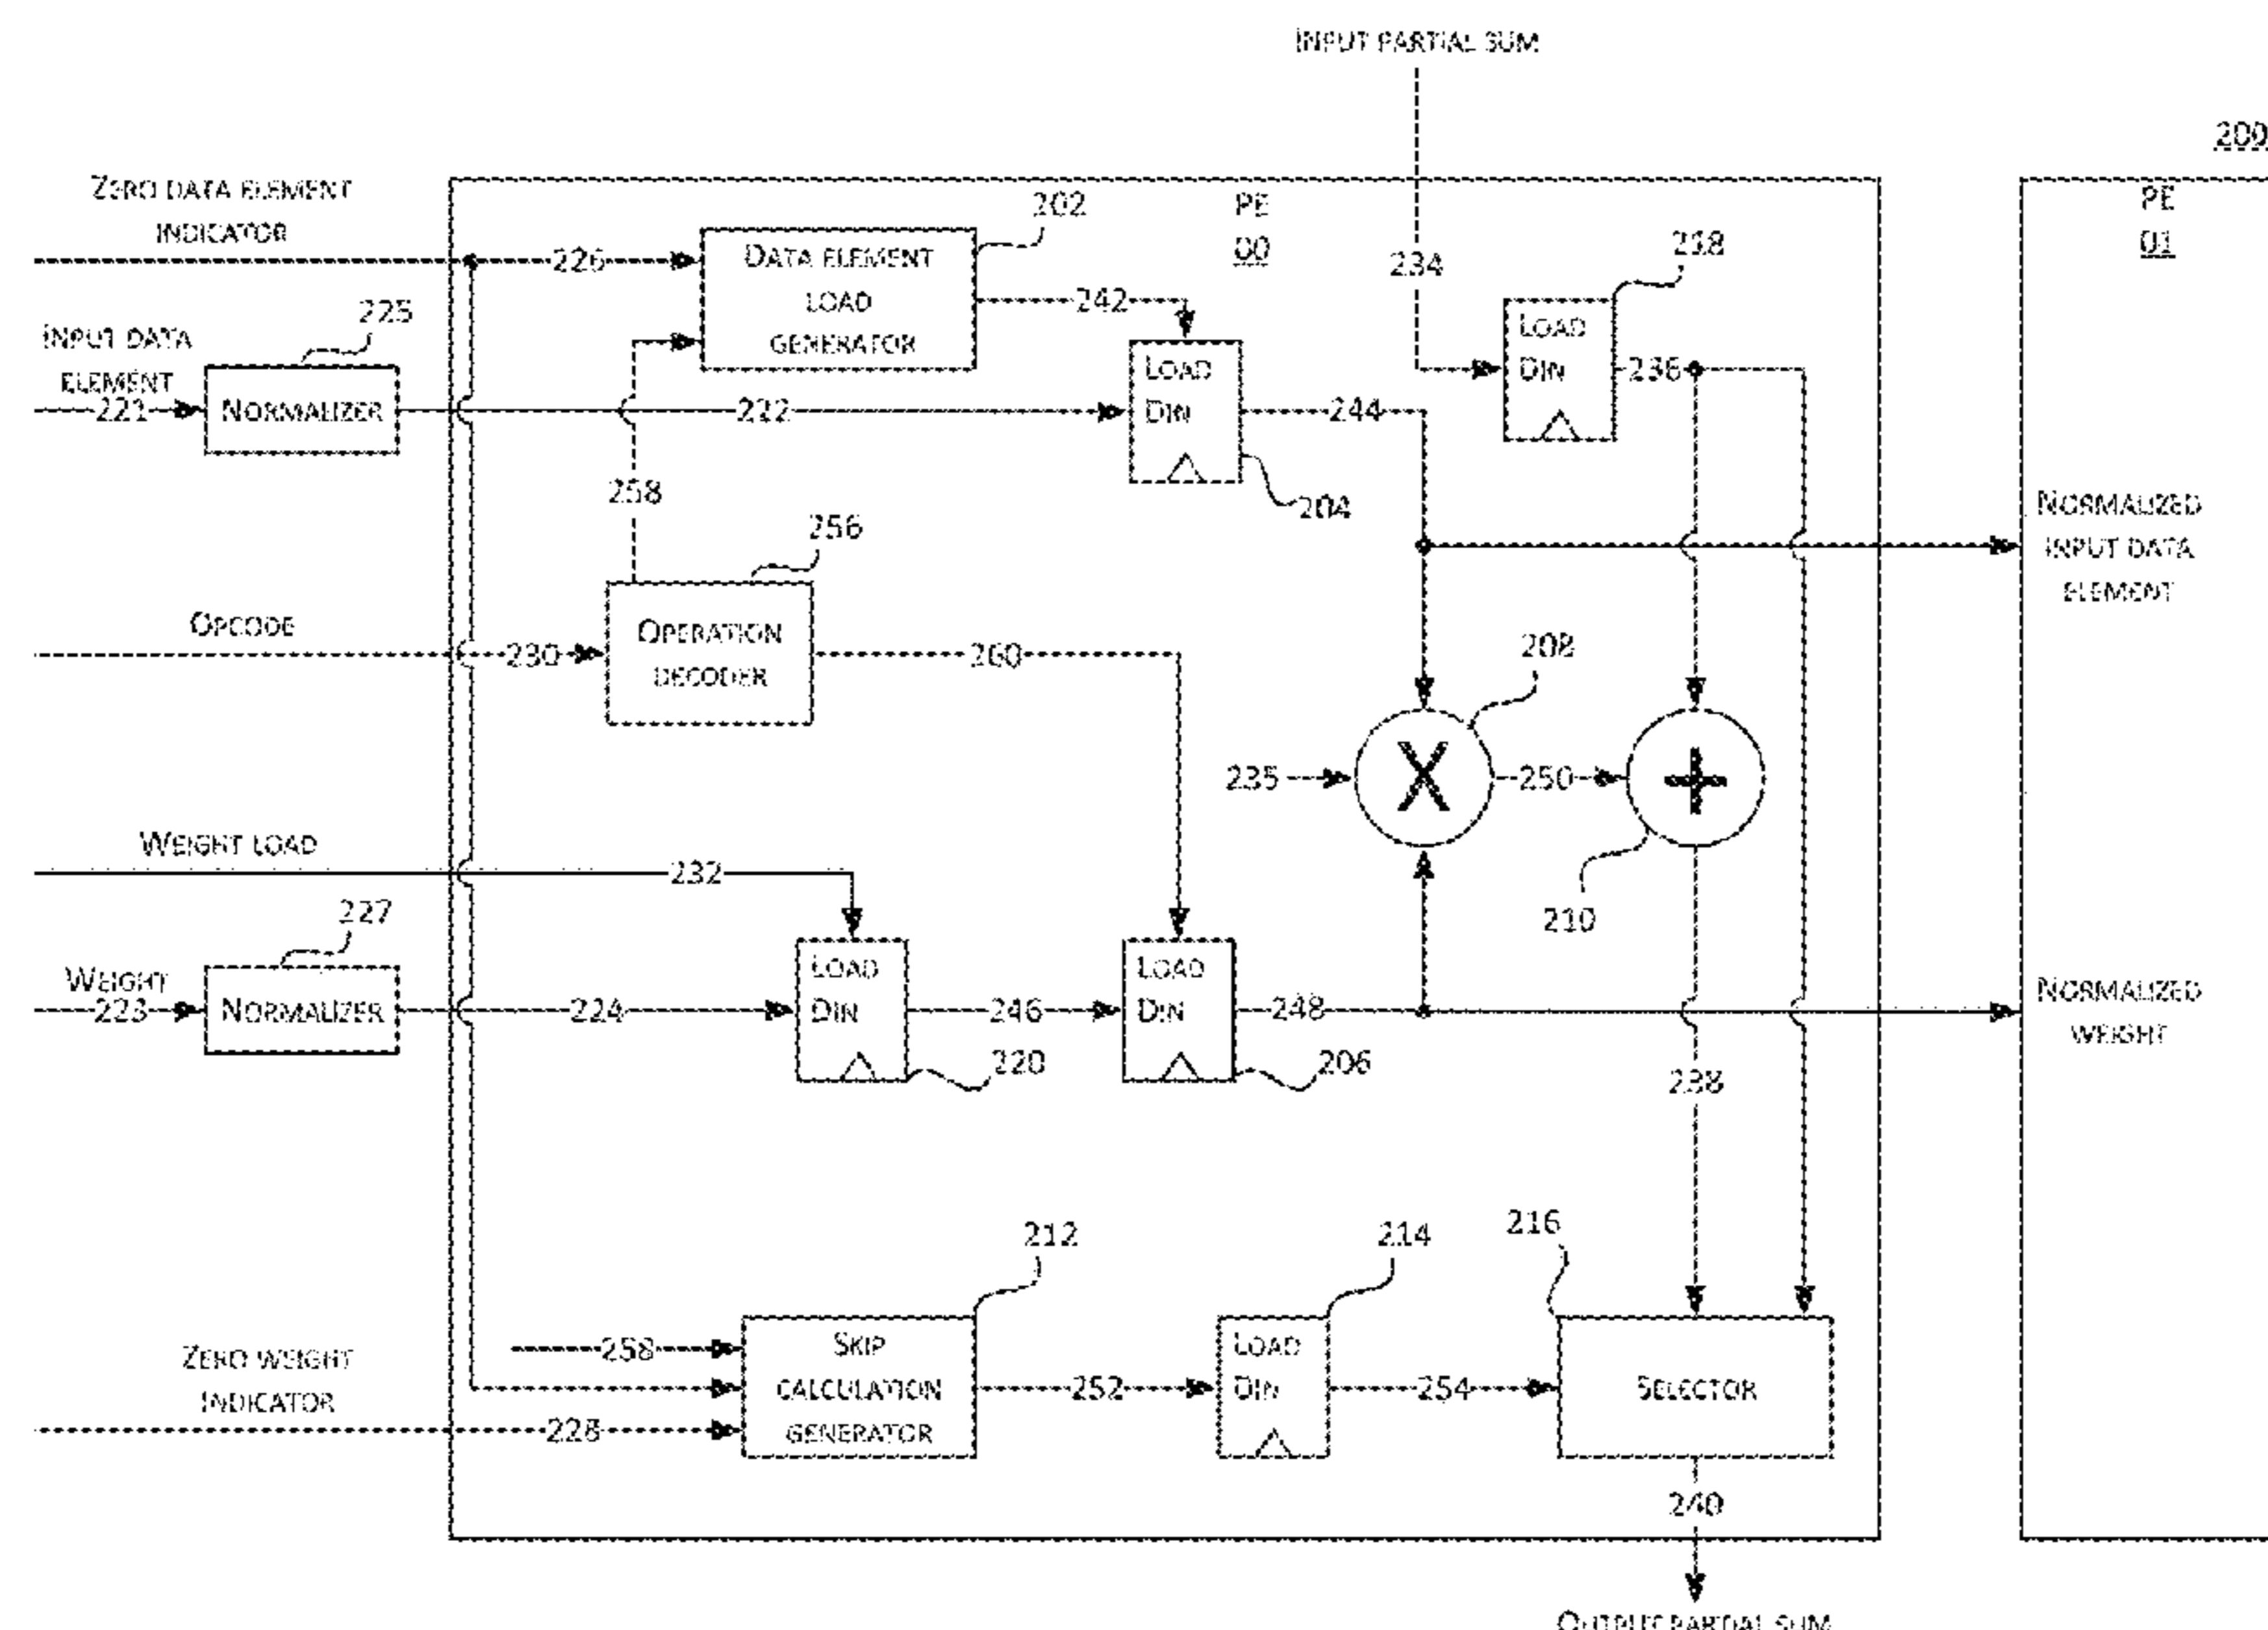 INPUT PARTIAL SUM
200
ZERO DATA ELEMENT
INDICATOR
226
202
DATA ELEMENT
LOAD
GENERATOR
PE
00
234
218
PE
01
INPUT DATA
ELEMENT
221
225
NORMALIZER
222
242
LOAD
DIN
244
204
LOAD
DIN
236
258
256
NORMALIZED
INPUT DATA
ELEMENT
OPCODE
230
OPERATION
DECODER
260
208
235
X
250
+
210
WEIGHT LOAD
232
227
WEIGHT
223
NORMALIZER
224
LOAD
DIN
220
246
LOAD
DIN
206
248
NORMALIZED
WEIGHT
238
212
214
216
258
SKIP
CALCULATION
GENERATOR
252
LOAD
DIN
254
SELECTOR
ZERO WEIGHT
INDICATOR
228
240
OUTPUT PARTIAL SUM